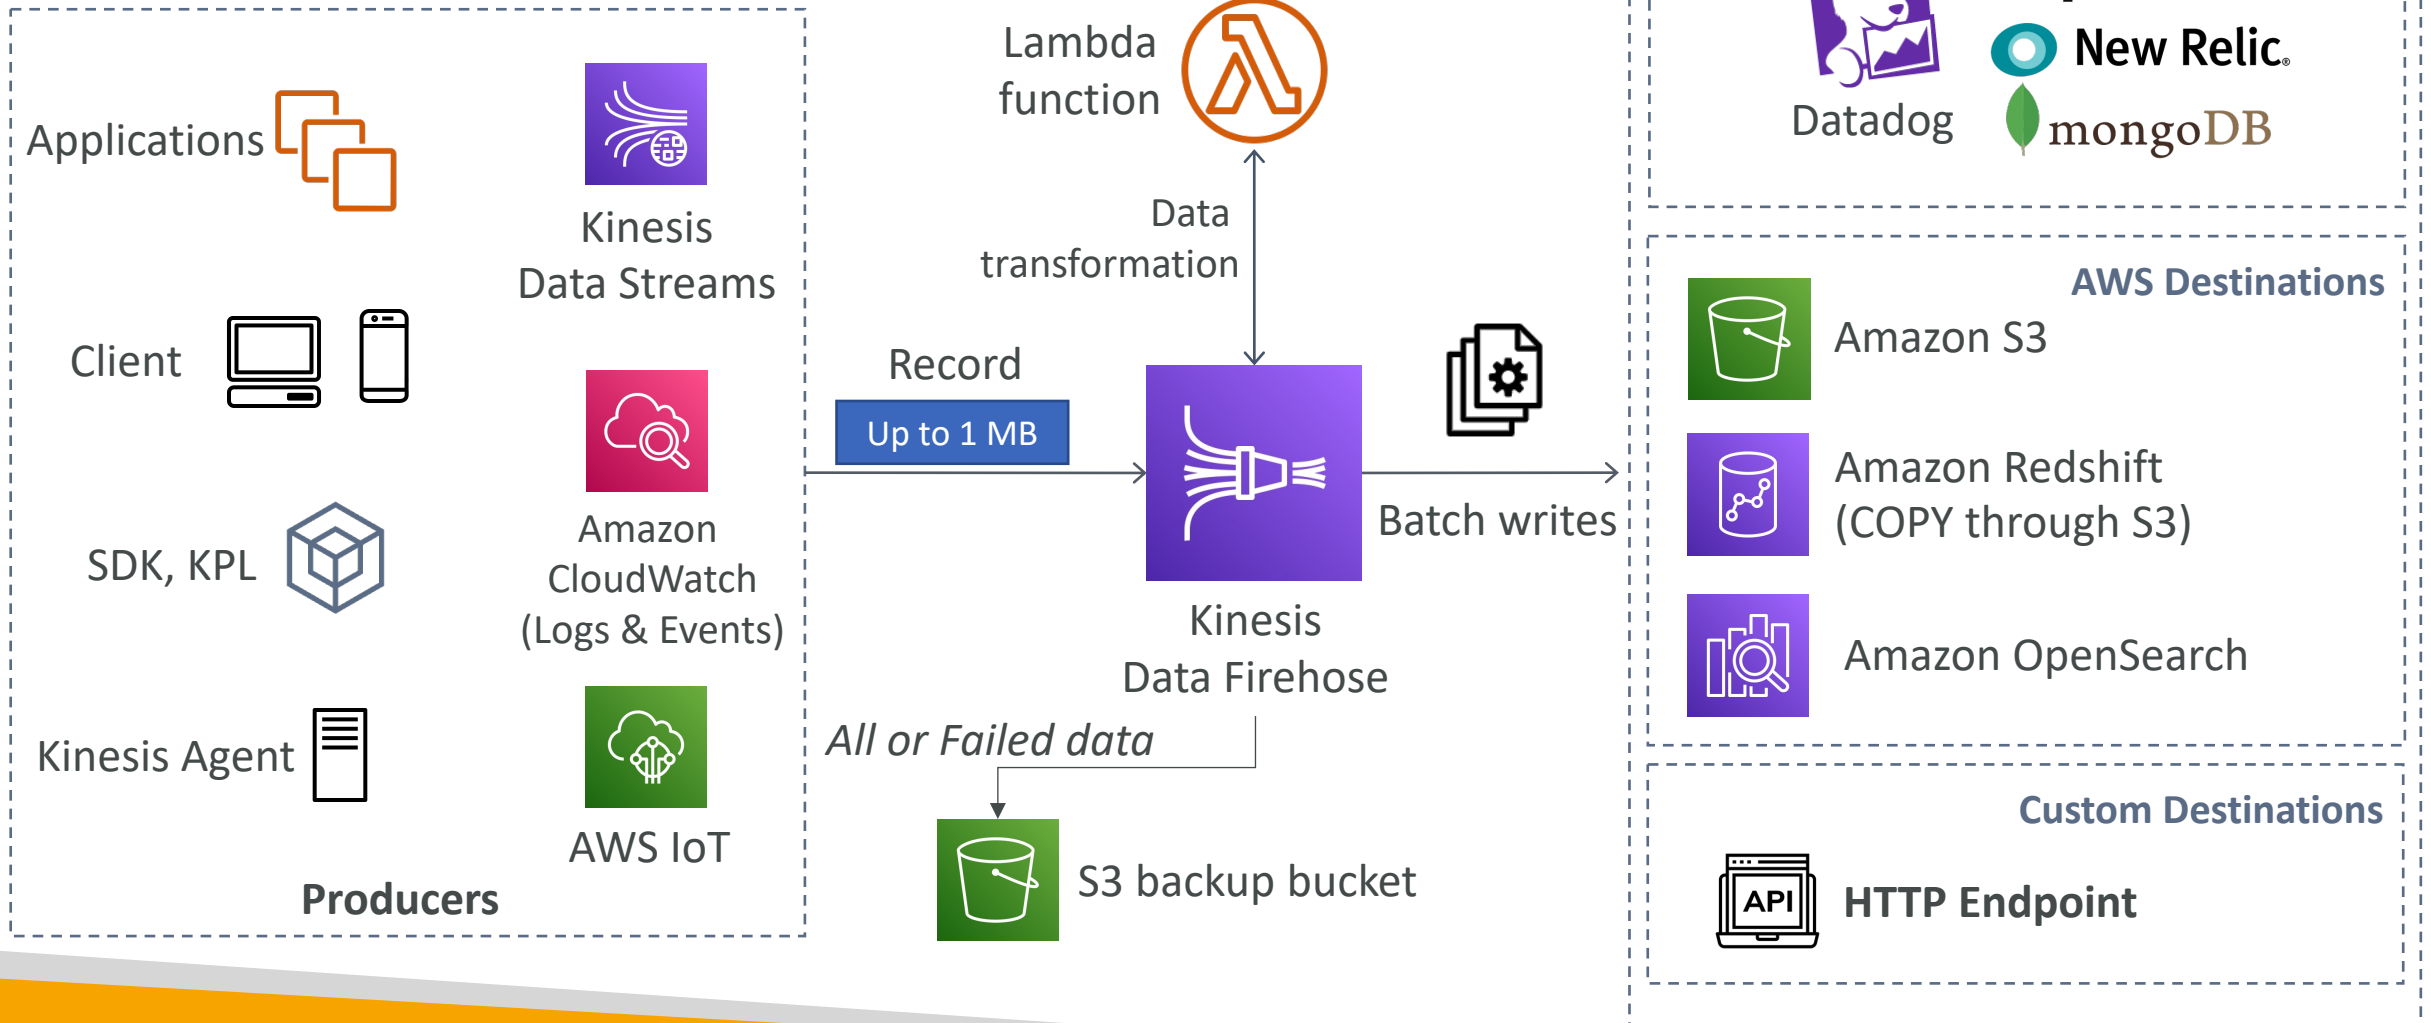 Applications
Kinesis
Data Streams
Client
SDK, KPL
Amazon
CloudWatch
(Logs & Events)
Kinesis Agent
AWS IoT
Producers
Lambda
function
Data
transformation
Record
Up to 1 MB
Kinesis
Data Firehose
Batch writes
All or Failed data
S3 backup bucket
Datadog
New Relic®
mongoDB
AWS Destinations
Amazon S3
Amazon Redshift
(COPY through S3)
Amazon OpenSearch
Custom Destinations
API
HTTP Endpoint